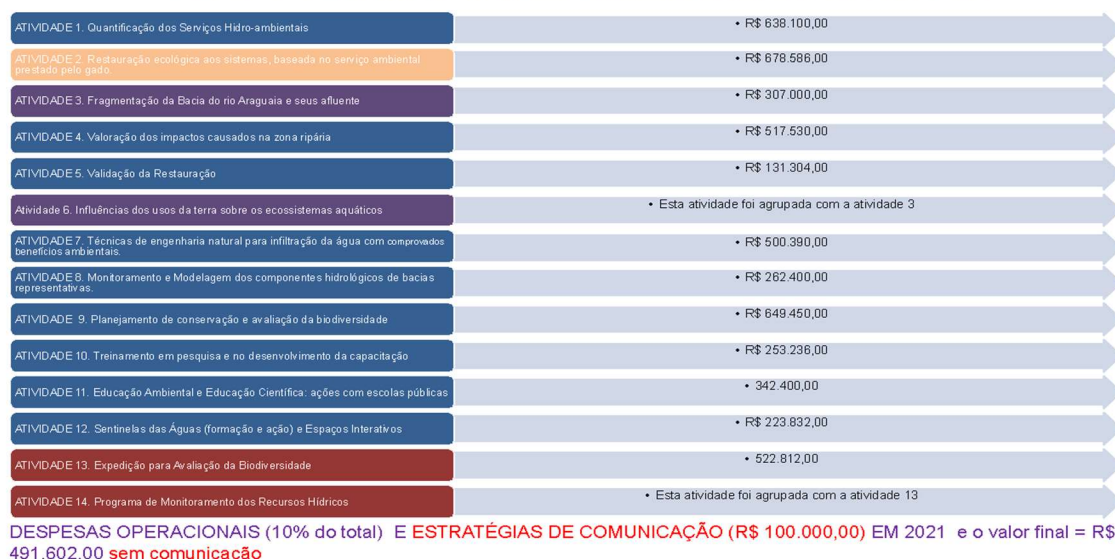 ATIVIDADE 1. Quantificação dos Serviços Hidro-ambientais
• R$ 638.100,00
ATIVIDADE 2. Restauração ecológica aos sistemas, baseada no serviço ambiental
prestado pelo gado.
• R$ 678.586,00
ATIVIDADE 3. Fragmentação da Bacia do rio Araguaia e seus afluente
• R$ 307.000,00
ATIVIDADE 4. Valoração dos impactos causados na zona ripária
• R$ 517.530,00
ATIVIDADE 5. Validação da Restauração
• R$ 131.304,00
Atividade 6. Influências dos usos da terra sobre os ecossistemas aquáticos
• Esta atividade foi agrupada com a atividade 3
ATIVIDADE 7. Técnicas de engenharia natural para infiltração da água com comprovados
benefícios ambientais.
• R$ 500.390,00
ATIVIDADE 8. Monitoramento e Modelagem dos componentes hidrológicos de bacias
representativas.
• R$ 262.400,00
ATIVIDADE 9. Planejamento de conservação e avaliação da biodiversidade
• R$ 649.450,00
ATIVIDADE 10. Treinamento em pesquisa e no desenvolvimento da capacitação
• R$ 253.236,00
ATIVIDADE 11. Educação Ambiental e Educação Científica: ações com escolas públicas
• 342.400,00
ATIVIDADE 12. Sentinelas das Águas (formação e ação) e Espaços Interativos
• R$ 223.832,00
ATIVIDADE 13. Expedição para Avaliação da Biodiversidade
• 522.812,00
ATIVIDADE 14. Programa de Monitoramento dos Recursos Hídricos
• Esta atividade foi agrupada com a atividade 13
DESPESAS OPERACIONAIS (10% do total) E ESTRATÉGIAS DE COMUNICAÇÃO (R$ 100.000,00) EM 2021 e o valor final = R$
491.602,00 sem comunicação